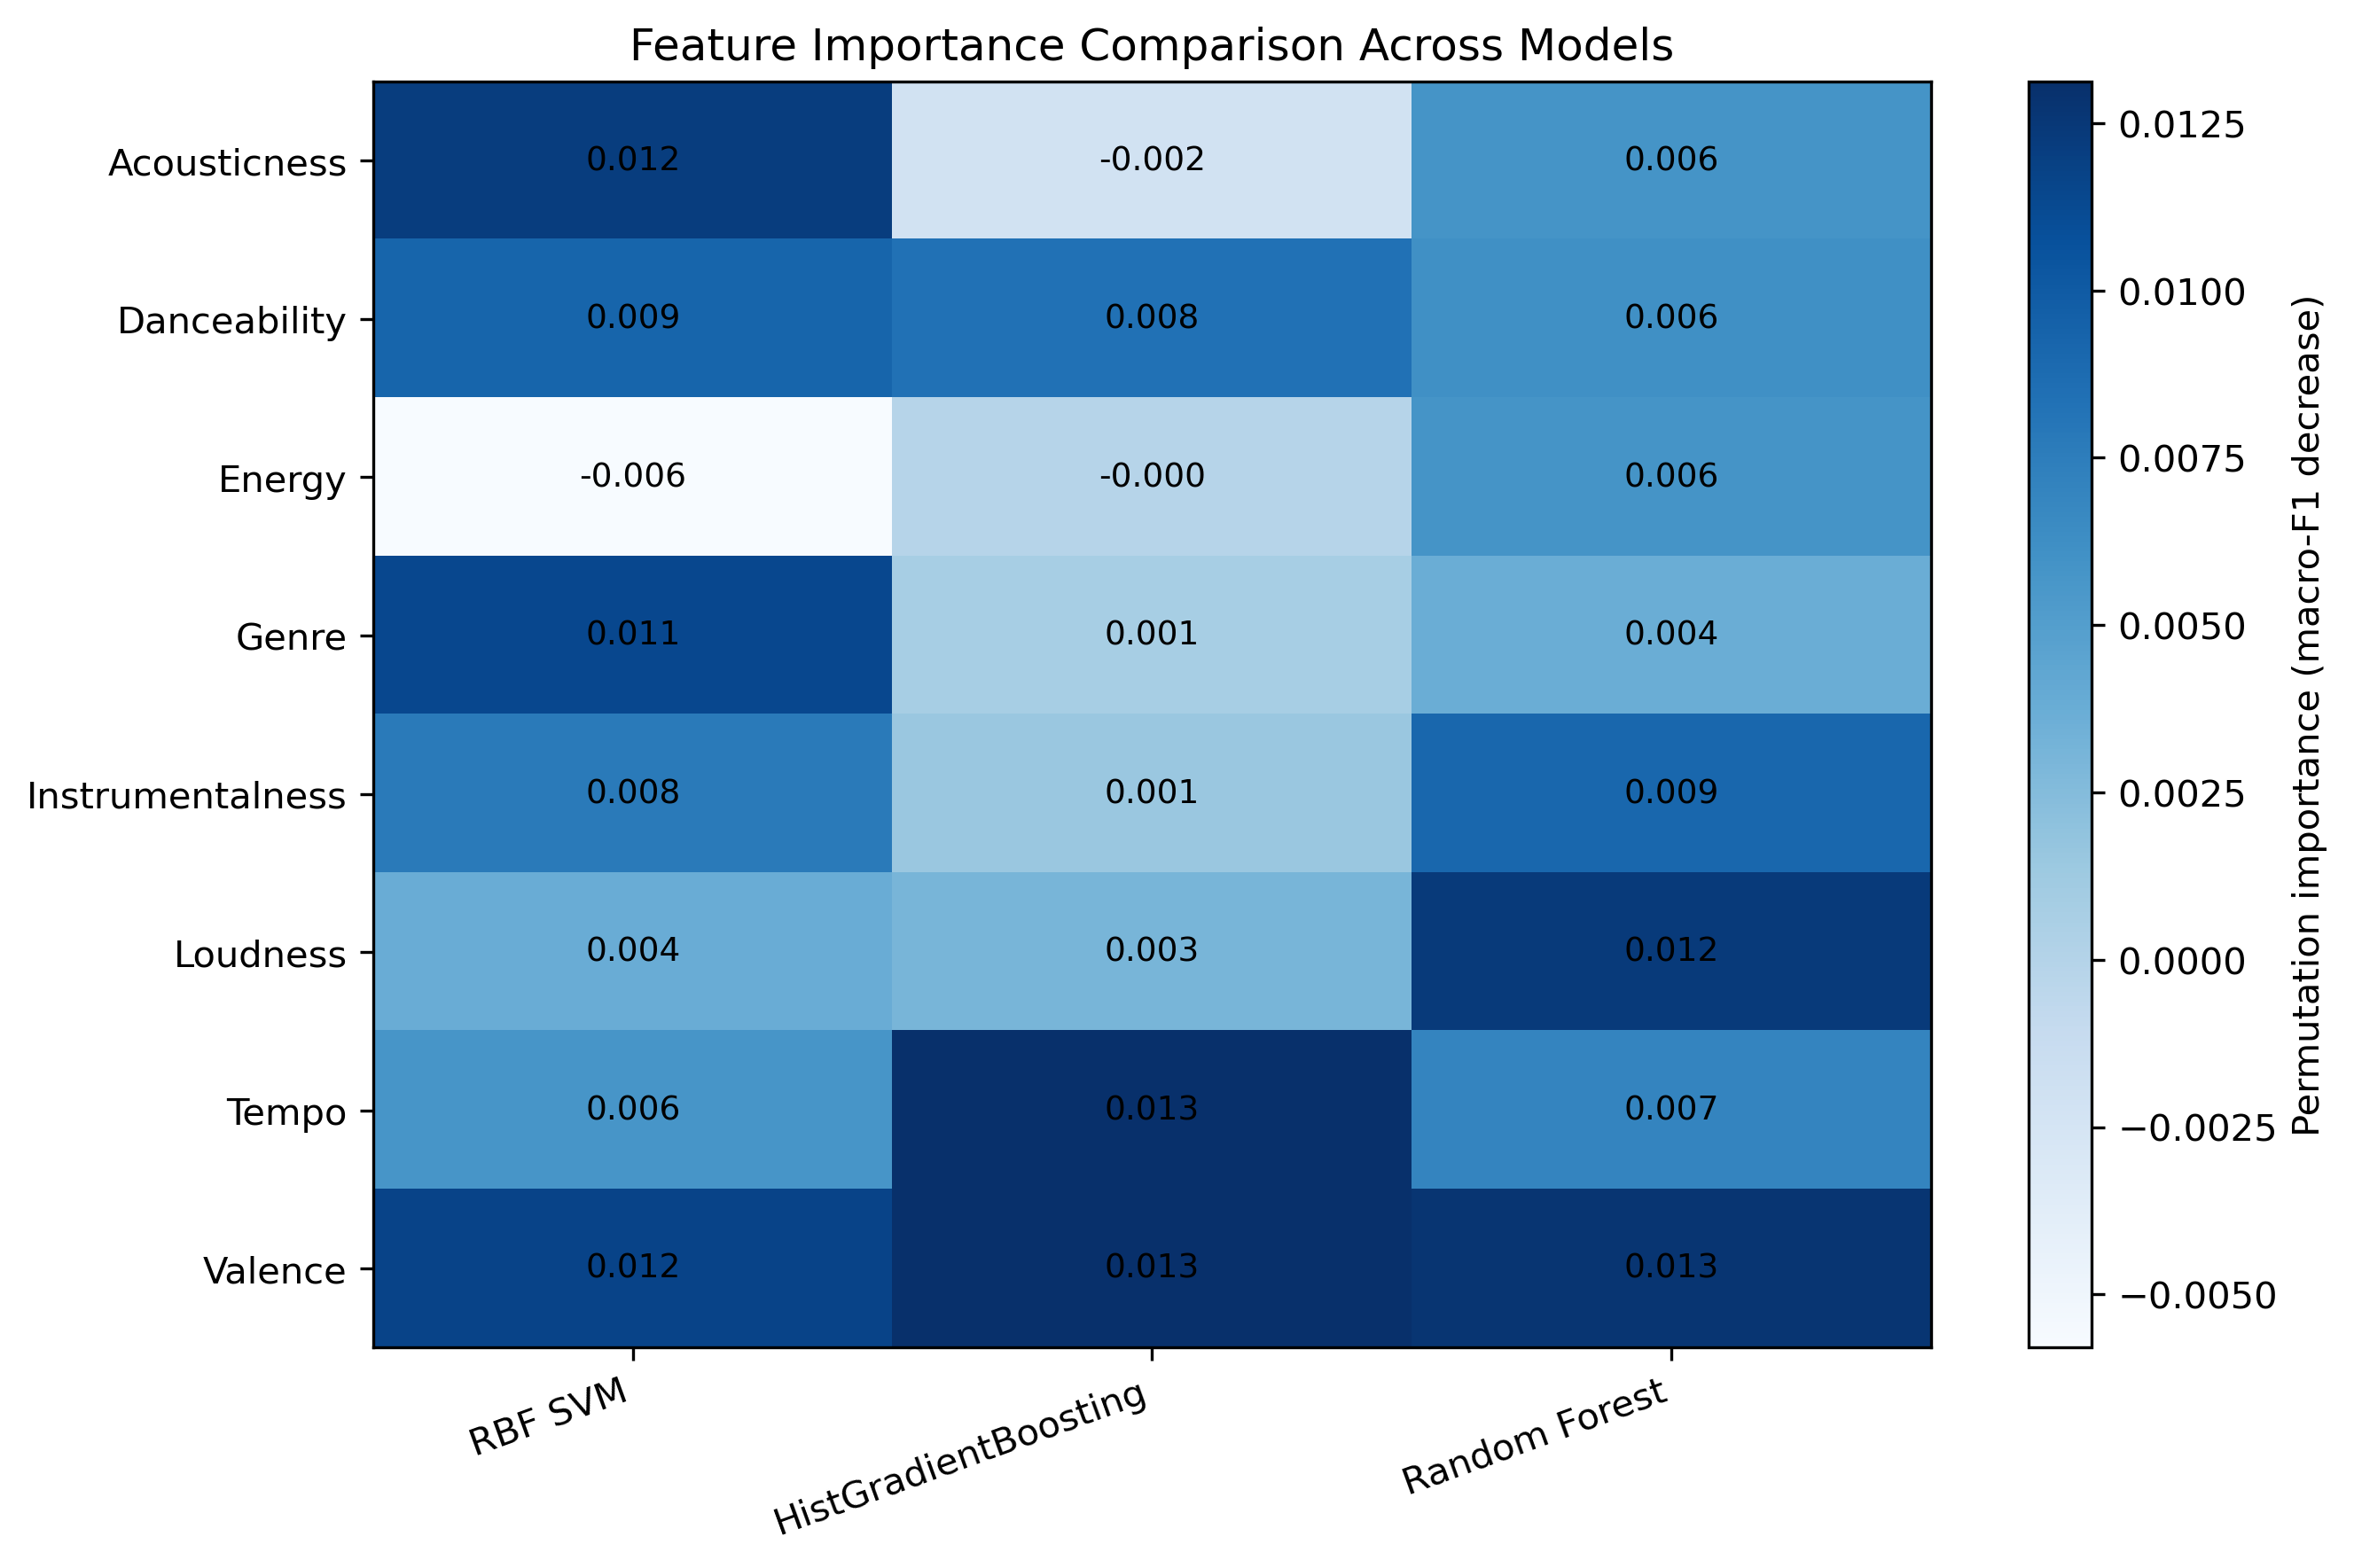 Feature Importance Comparison Across Models
Acousticness 0.012 -0.002 0.006
Danceability 0.009 0.008 0.006
Energy -0.006 -0.000 0.006
Genre 0.011 0.001 0.004
Instrumentalness 0.008 0.001 0.009
Loudness 0.004 0.003 0.012
Tempo 0.006 0.013 0.007
Valence 0.012 0.013 0.013
RBF SVM
HistGradientBoosting
Random Forest
0.0125
0.0100
0.0075
0.0050
0.0025
0.0000
−0.0025
−0.0050
Permutation importance (macro-F1 decrease)